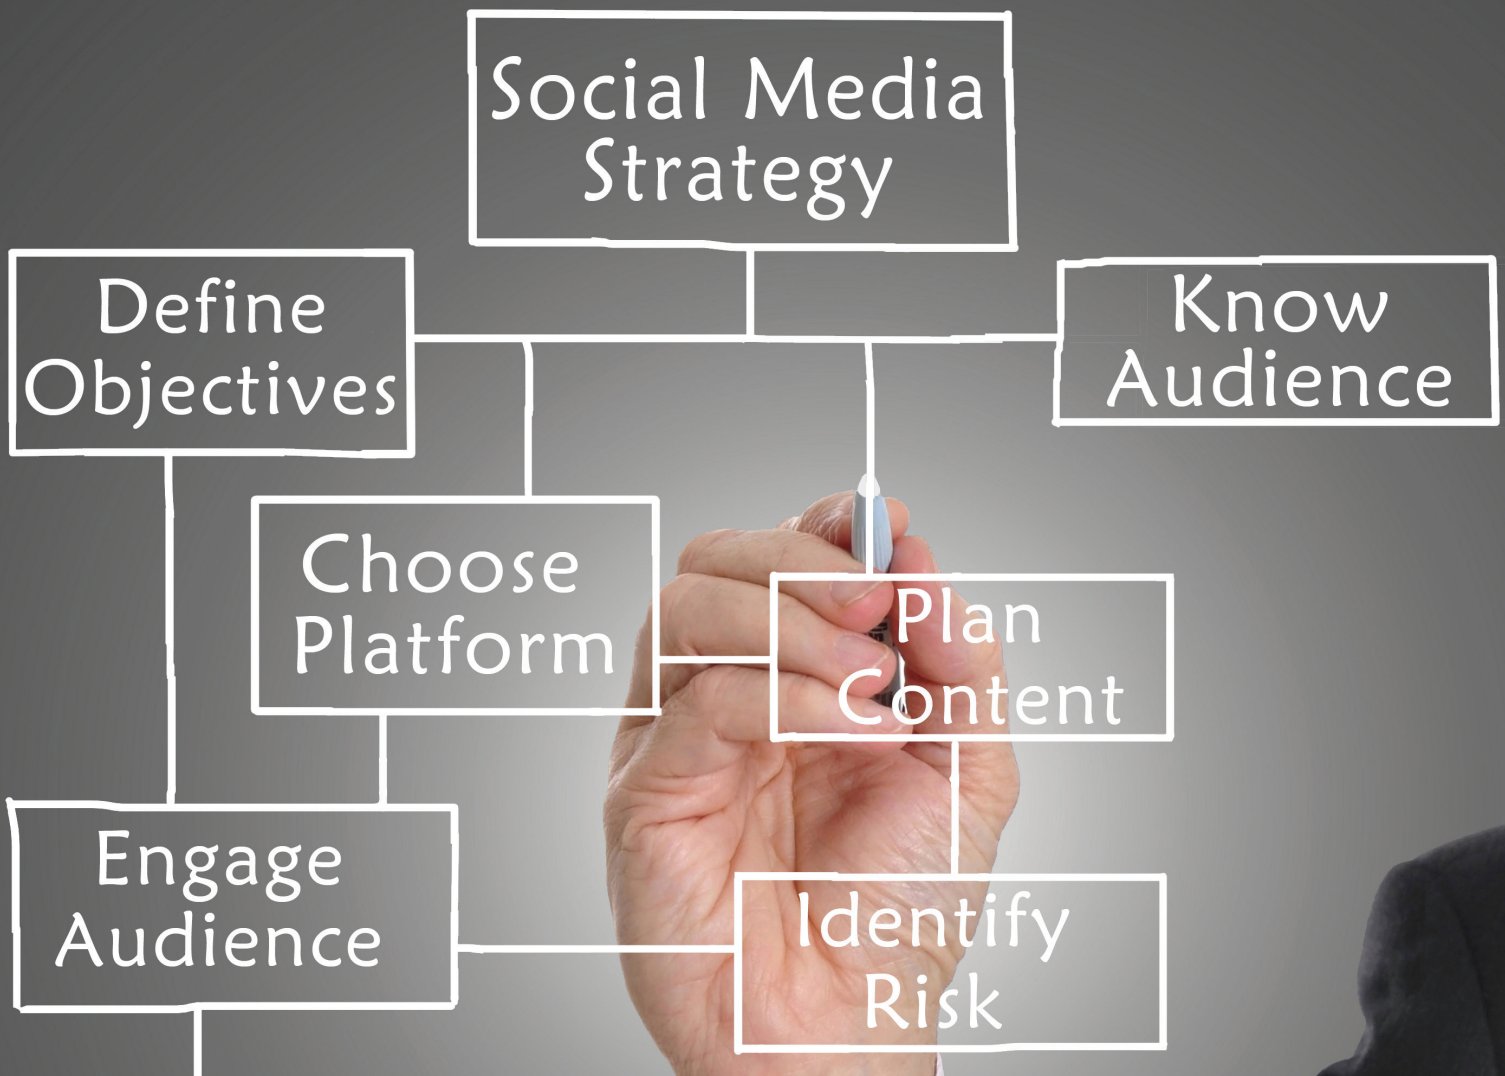 Social Media
Strategy
Define
Objectives
Know
Audience
Choose
Platform
Plan
Content
Engage
Audience
Identify
Risk